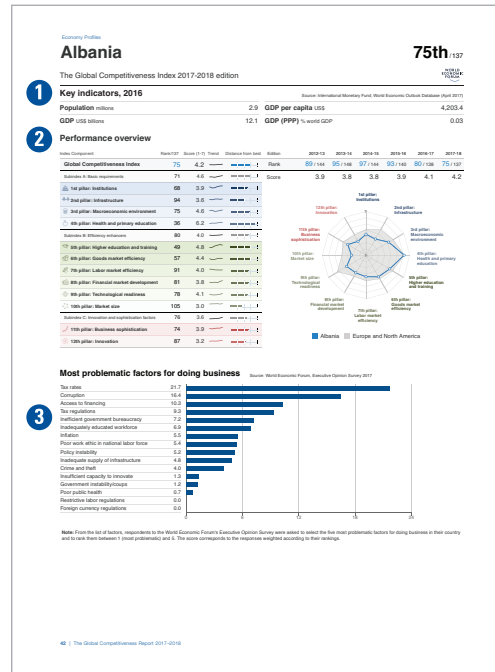 Economy Profiles
Albania
75th/137
WORLD ECONOMIC FORUM
The Global Competitiveness Index 2017-2018 edition
1
Key indicators, 2016
Source: International Monetary Fund; World Economic Outlook Database (April 2017)
Population millions 2.9
GDP per capita US$ 4,203.4
GDP US$ billions 12.1
GDP (PPP) % world GDP 0.03
2
Performance overview
Index Component Rank/137 Score (1-7) Trend Distance from best
Edition 2012-13 2013-14 2014-15 2015-16 2016-17 2017-18
Global Competitiveness Index 75 4.2
Rank 89 / 144 95 / 148 97 / 144 93 / 140 80 / 138 75 / 137
Subindex A: Basic requirements 71 4.6
Score 3.9 3.8 3.8 3.9 4.1 4.2
1st pillar: Institutions 68 3.9
2nd pillar: Infrastructure 94 3.6
3rd pillar: Macroeconomic environment 75 4.6
4th pillar: Health and primary education 36 6.2
Subindex B: Efficiency enhancers 80 4.0
5th pillar: Higher education and training 49 4.8
6th pillar: Goods market efficiency 57 4.4
7th pillar: Labor market efficiency 91 4.0
8th pillar: Financial market development 81 3.8
9th pillar: Technological readiness 78 4.1
10th pillar: Market size 105 3.0
Subindex C: Innovation and sophistication factors 76 3.6
11th pillar: Business sophistication 74 3.9
12th pillar: Innovation 87 3.2
1st pillar:
Institutions
2nd pillar:
Infrastructure
3rd pillar:
Macroeconomic
environment
4th pillar:
Health and primary
education
5th pillar:
Higher education
and training
6th pillar:
Goods market
efficiency
7th pillar:
Labor market
efficiency
8th pillar:
Financial market
development
9th pillar:
Technological
readiness
10th pillar:
Market size
11th pillar:
Business
sophistication
12th pillar:
Innovation
Albania
Europe and North America
3
Most problematic factors for doing business
Source: World Economic Forum, Executive Opinion Survey 2017
Tax rates 21.7
Corruption 16.4
Access to financing 10.3
Tax regulations 9.3
Inefficient government bureaucracy 7.2
Inadequately educated workforce 6.9
Inflation 5.5
Poor work ethic in national labor force 5.4
Policy instability 5.2
Inadequate supply of infrastructure 4.8
Crime and theft 4.0
Insufficient capacity to innovate 1.3
Government instability/coups 1.2
Poor public health 0.7
Restrictive labor regulations 0.0
Foreign currency regulations 0.0
0 6 12 18 24
Note: From the list of factors, respondents to the World Economic Forum's Executive Opinion Survey were asked to select the five most problematic factors for doing business in their country
and to rank them between 1 (most problematic) and 5. The score corresponds to the responses weighted according to their rankings.
42 | The Global Competitiveness Report 2017–2018